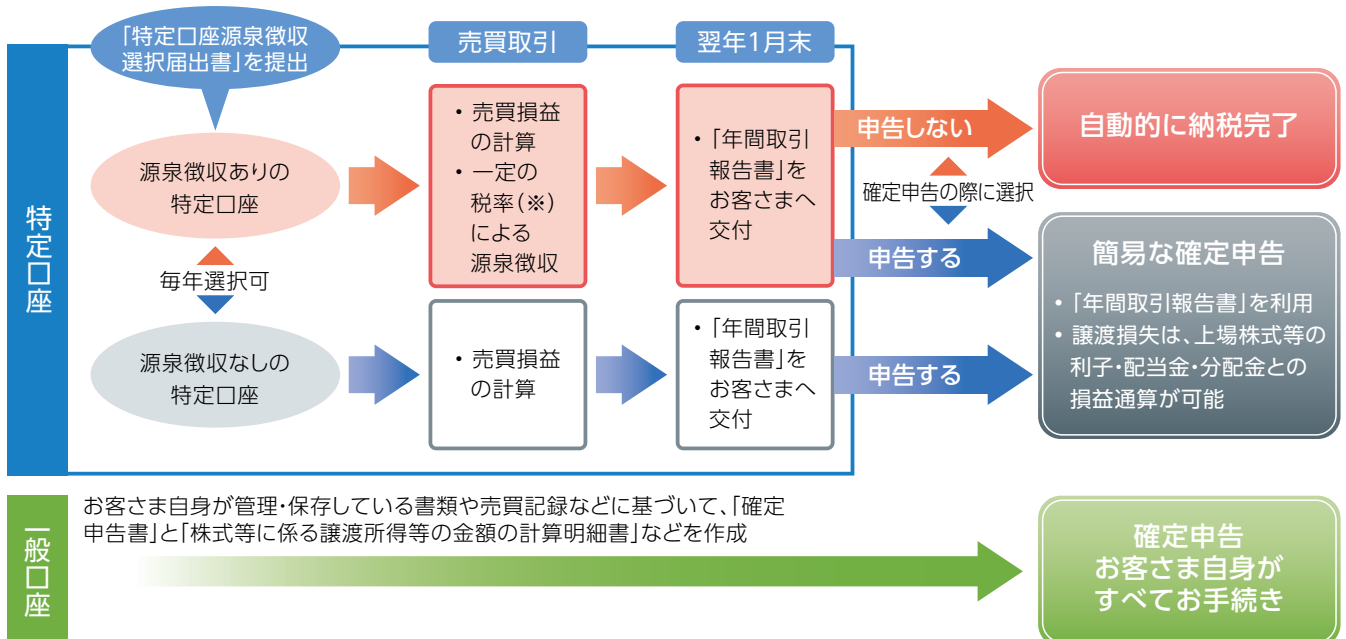 特定口座
「特定口座源泉徴収
選択届出書」を提出
売買取引
翌年1月末
源泉徴収ありの
特定口座
・売買損益
の計算
・一定の
税率(※)
による
源泉徴収
・「年間取引
報告書」を
お客さまへ
交付
申告しない
自動的に納税完了
確定申告の際に選択
申告する
毎年選択可
源泉徴収なしの
特定口座
・売買損益
の計算
・「年間取引
報告書」を
お客さまへ
交付
申告する
簡易な確定申告
・「年間取引報告書」を利用
・譲渡損失は、上場株式等の
利子・配当金・分配金との
損益通算が可能
一般口座
お客さま自身が管理・保存している書類や売買記録などに基づいて、「確定
申告書」と「株式等に係る譲渡所得等の金額の計算明細書」などを作成
確定申告
お客さま自身が
すべてお手続き